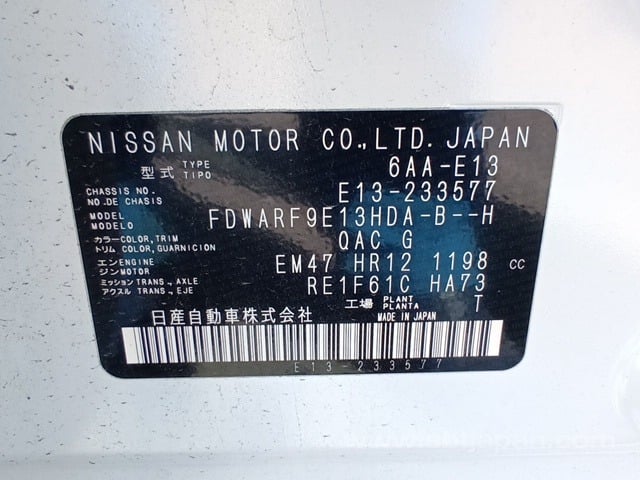 NISSAN MOTOR CO.,LTD. JAPAN
型式 TYPE TIPO 6AA-E13
CHASSIS NO. NO.DE CHASIS E13-233577
MODEL MODELO FDWARF9E13HDA-B--H
カラー COLOR, TRIM トリム COLOR, GUARNICION QAC G
エンジン ENGINE MOTOR EM47 HR12 1198 CC
ミッション TRANS., AXLE アクスル TRANS., EJE RE1F61C HA73
工場 PLANT PLANTA T
日産自動車株式会社 MADE IN JAPAN
E13-233577